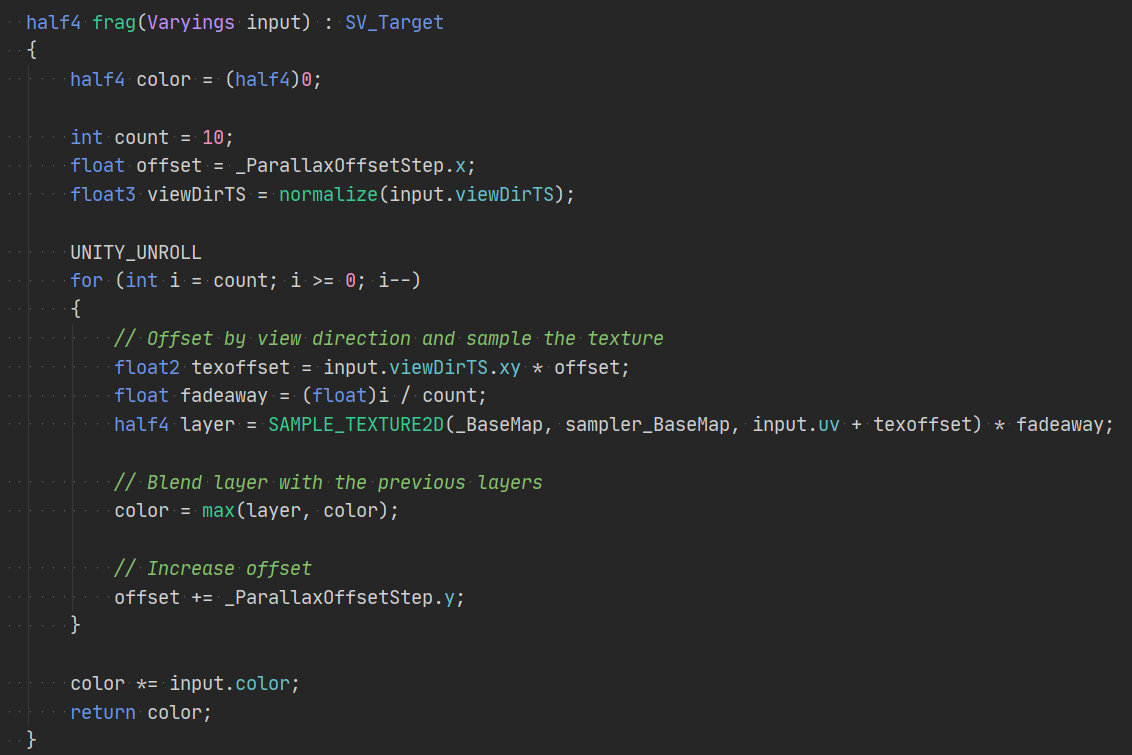 half4 frag(Varyings input) : SV_Target
{
half4 color = (half4)0;
int count = 10;
float offset = _ParallaxOffsetStep.x;
float3 viewDirTS = normalize(input.viewDirTS);
UNITY_UNROLL
for (int i = count; i >= 0; i--)
{
// Offset by view direction and sample the texture
float2 texoffset = input.viewDirTS.xy * offset;
float fadeaway = (float)i / count;
half4 layer = SAMPLE_TEXTURE2D(_BaseMap, sampler_BaseMap, input.uv + texoffset) * fadeaway;
// Blend layer with the previous layers
color = max(layer, color);
// Increase offset
offset += _ParallaxOffsetStep.y;
}
color *= input.color;
return color;
}